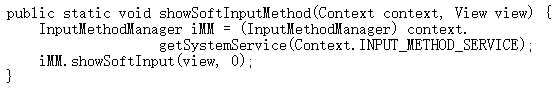 public static void showSoftInputMethod(Context context, View view) {
    InputMethodManager iMM = (InputMethodManager) context.
                    getSystemService(Context.INPUT_METHOD_SERVICE);
    iMM.showSoftInput(view, 0);
}